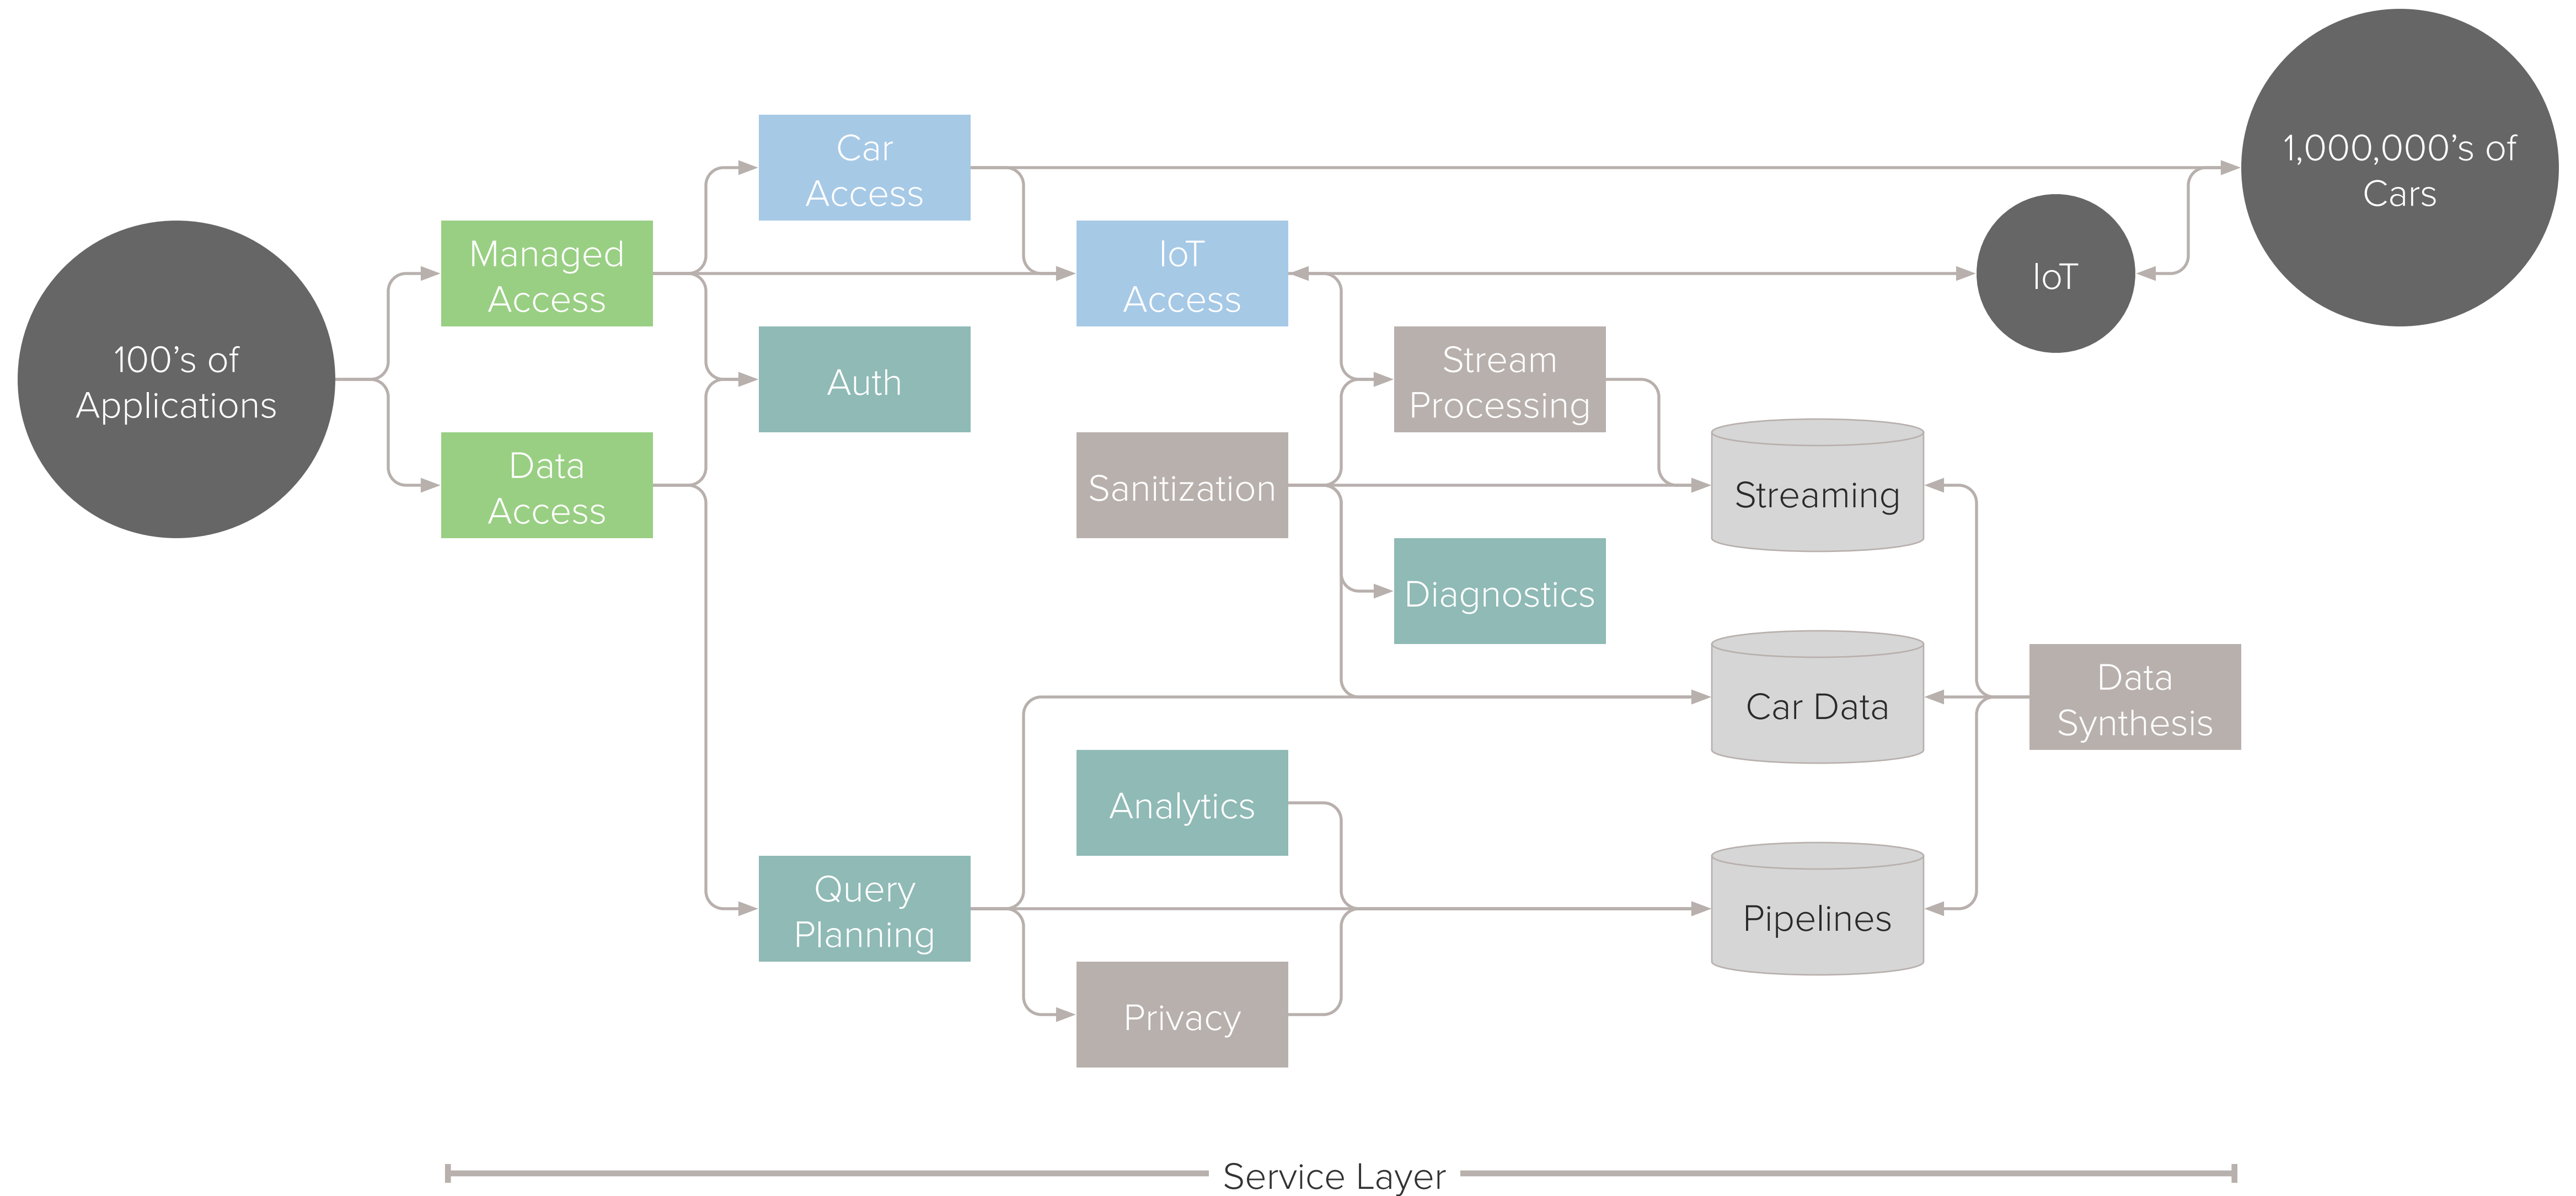 100’s of
Applications
Managed
Access
Data
Access
Car
Access
Auth
Query
Planning
IoT
Access
Sanitization
Analytics
Privacy
Stream
Processing
Diagnostics
Streaming
Car Data
Pipelines
IoT
Data
Synthesis
1,000,000’s of
Cars
Service Layer